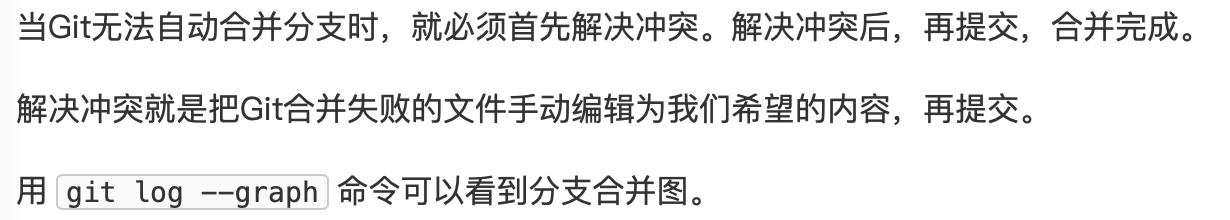 当Git无法自动合并分支时，就必须首先解决冲突。解决冲突后，再提交，合并完成。
解决冲突就是把Git合并失败的文件手动编辑为我们希望的内容，再提交。
用 git log --graph 命令可以看到分支合并图。